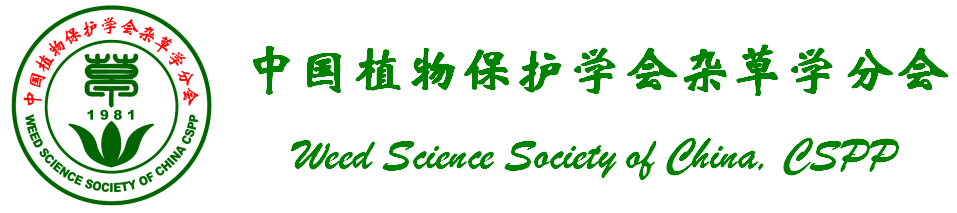 中国植物保护学会杂草学分会
1981
WEED SCIENCE SOCIETY OF CHINA CSPP
中国植物保护学会杂草学分会
Weed Science Society of China, CSPP